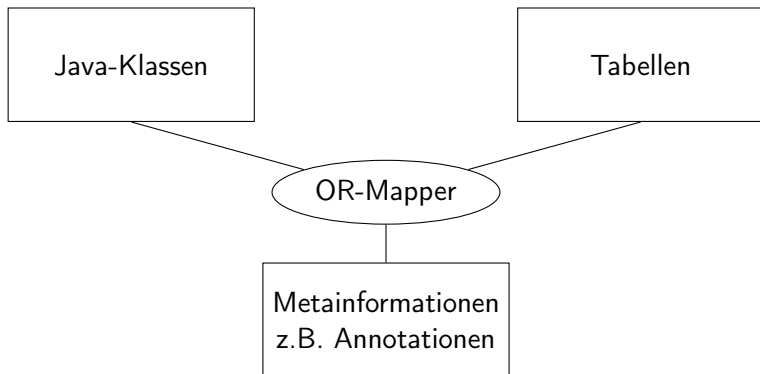 Java-Klassen
Tabellen
OR-Mapper
Metainformationen
z.B. Annotationen